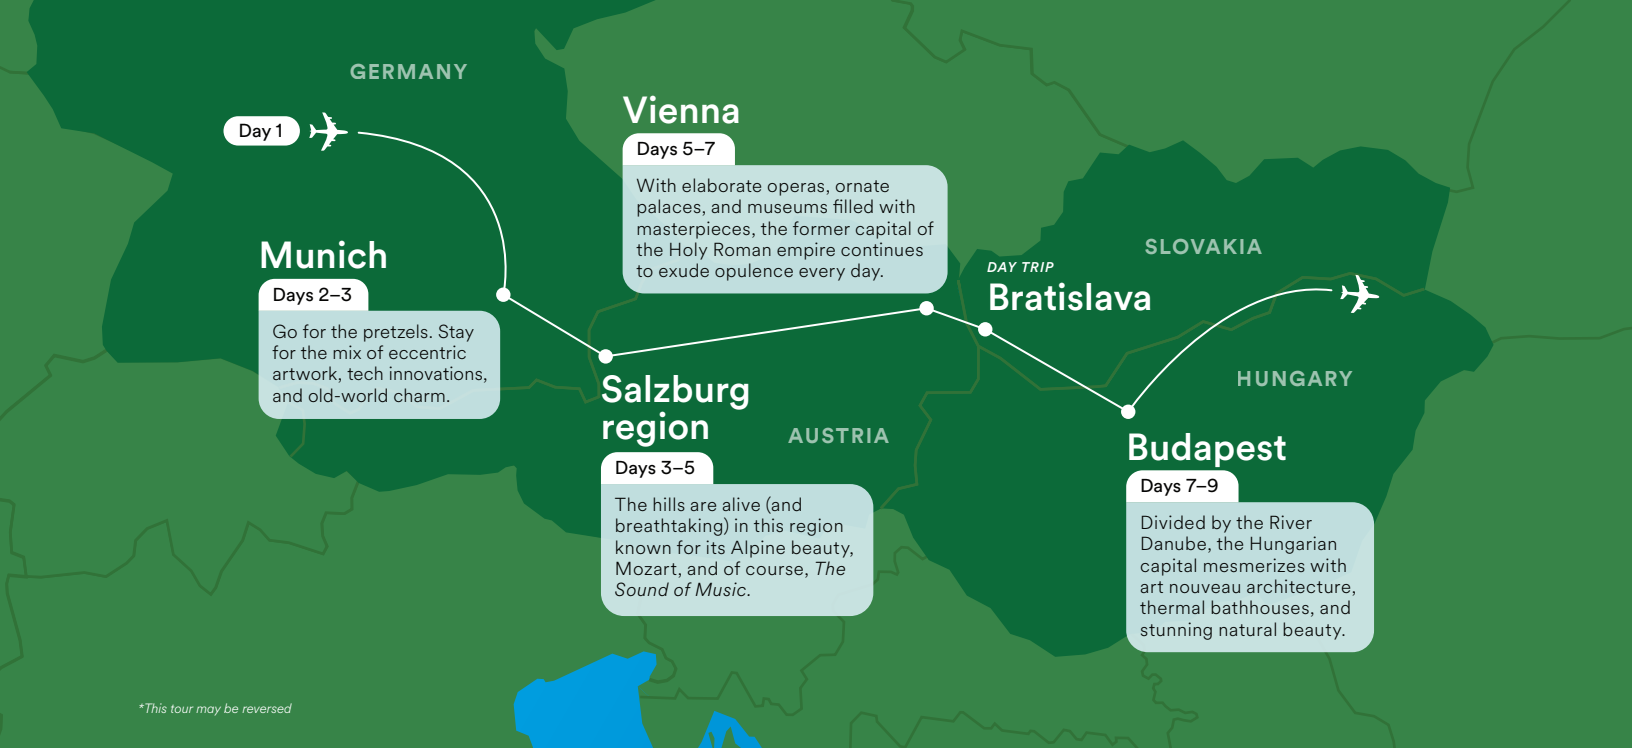 GERMANY
Day 1
Munich
Days 2–3
Go for the pretzels. Stay
for the mix of eccentric
artwork, tech innovations,
and old-world charm.
Vienna
Days 5–7
With elaborate operas, ornate
palaces, and museums filled with
masterpieces, the former capital of
the Holy Roman empire continues
to exude opulence every day.
Salzburg
region
Days 3–5
The hills are alive (and
breathtaking) in this region
known for its Alpine beauty,
Mozart, and of course, The
Sound of Music.
AUSTRIA
DAY TRIP
Bratislava
SLOVAKIA
HUNGARY
Budapest
Days 7–9
Divided by the River
Danube, the Hungarian
capital mesmerizes with
art nouveau architecture,
thermal bathhouses, and
stunning natural beauty.
*This tour may be reversed